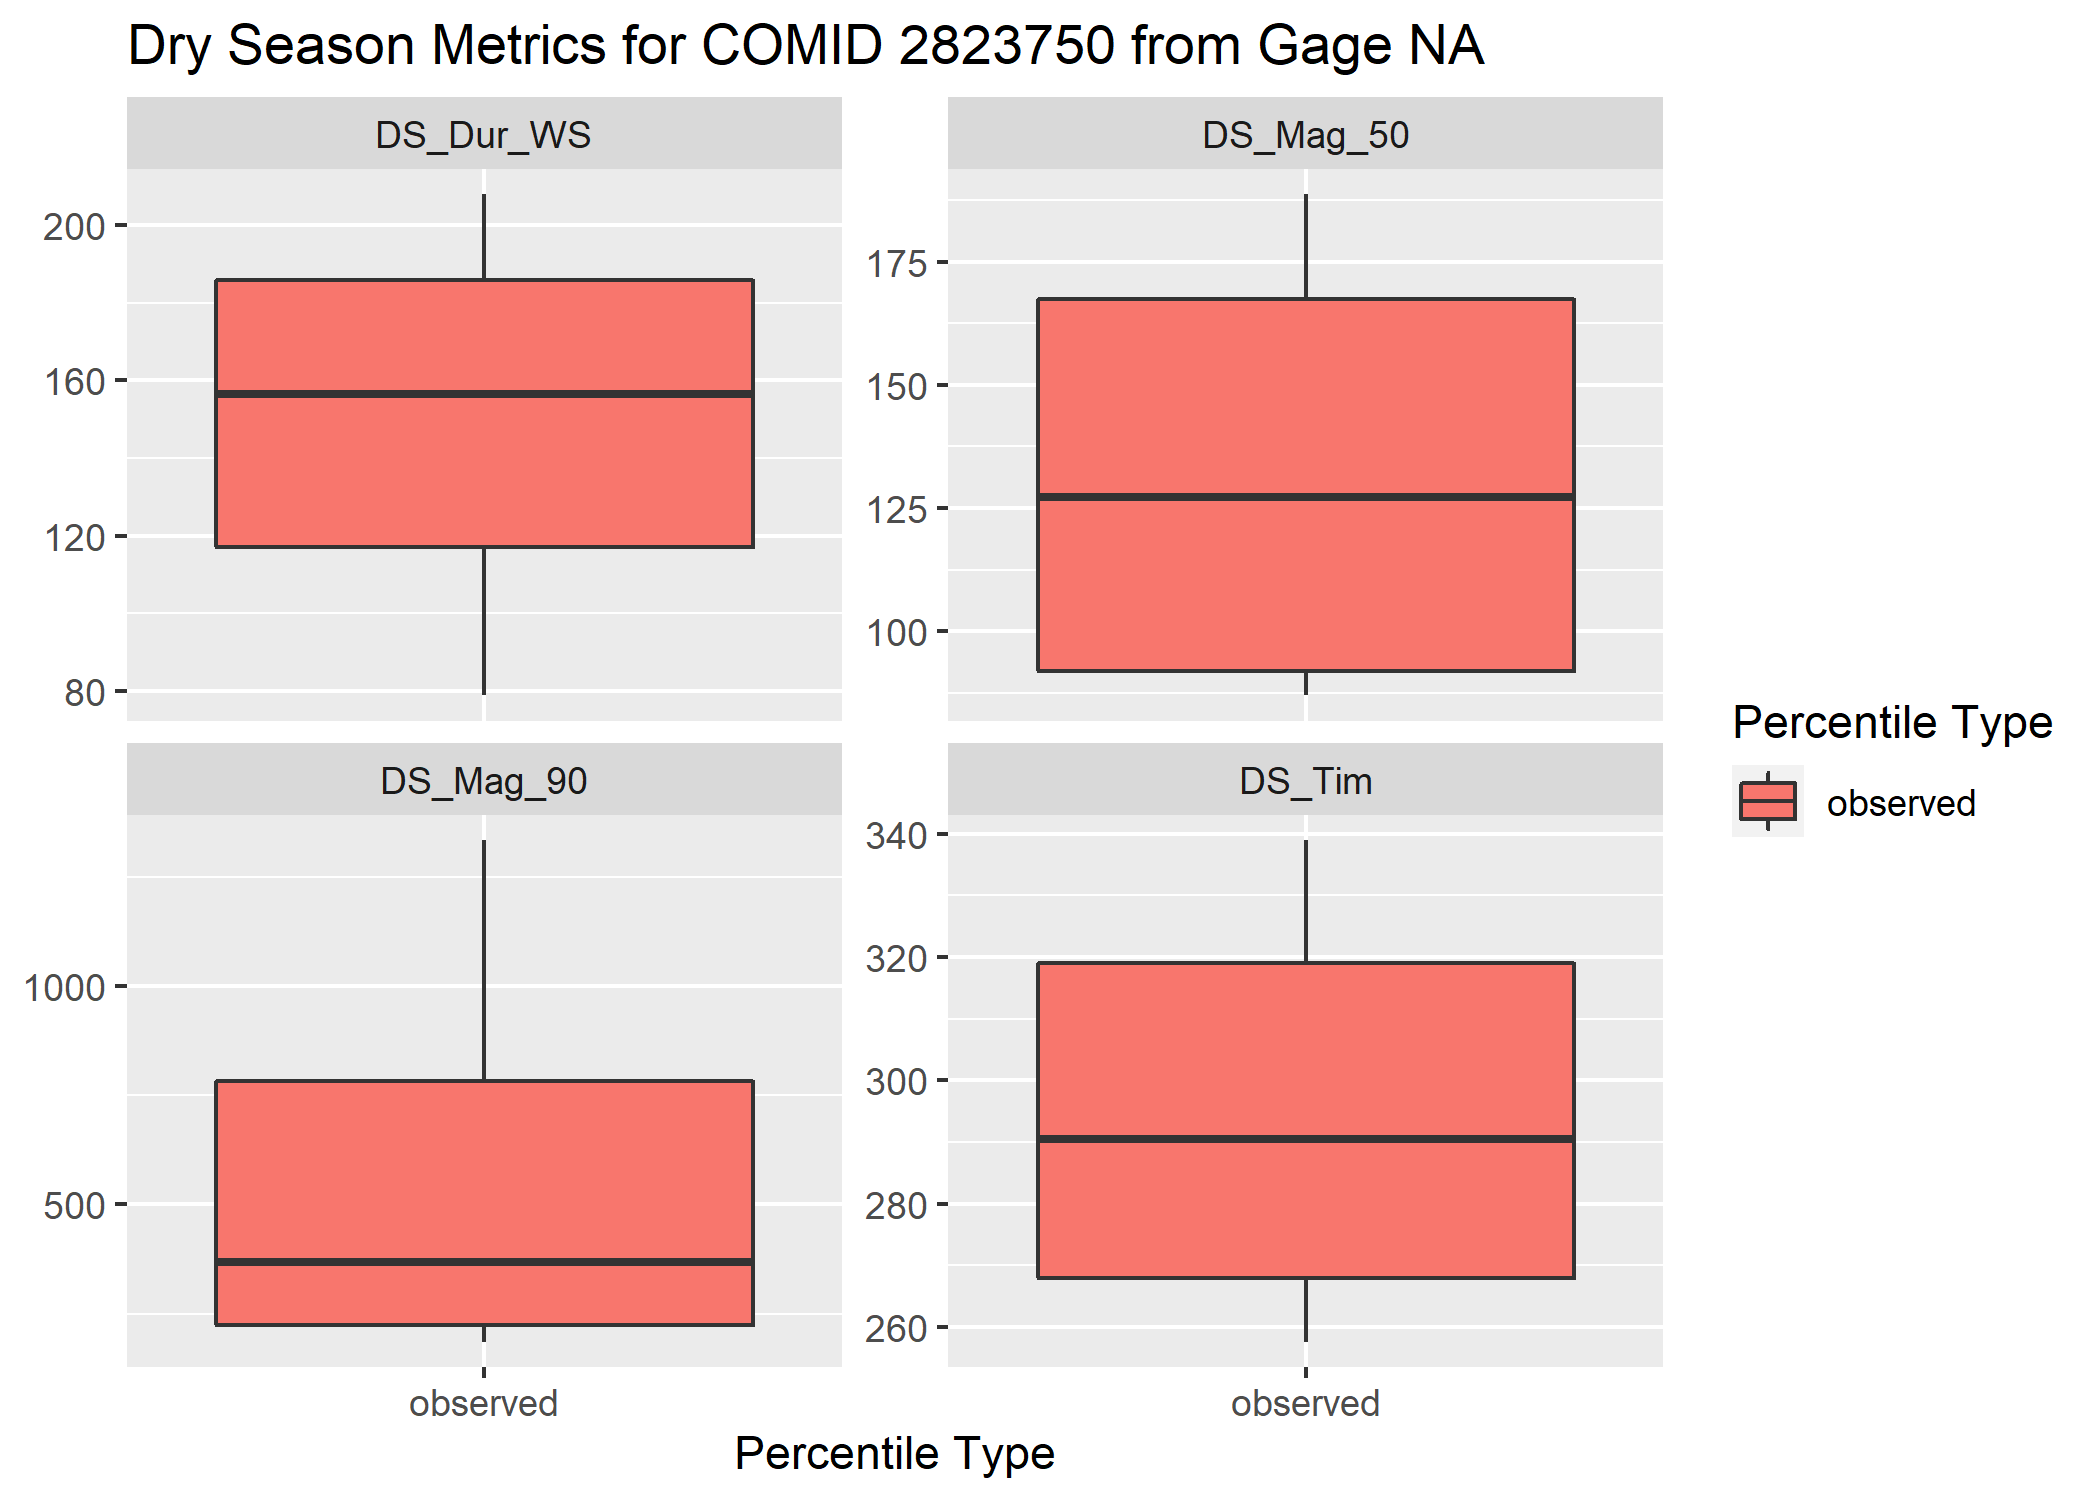 Dry Season Metrics for COMID 2823750 from Gage NA
DS_Dur_WS
200
160
120
80
DS_Mag_50
175
150
125
100
DS_Mag_90
1000
500
observed
DS_Tim
340
320
300
280
260
observed
Percentile Type
Percentile Type
observed